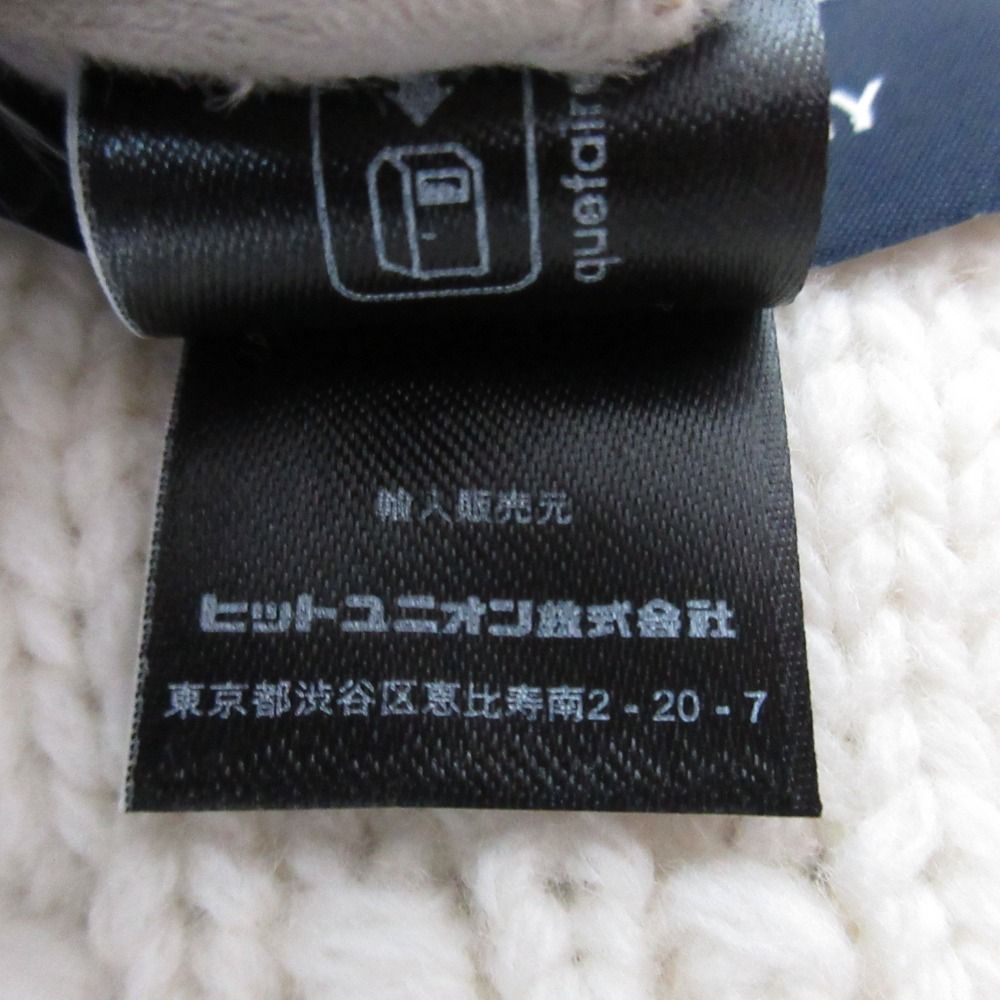 quefaire
輸入販売元
ヒットユニオン株式会社
東京都渋谷区恵比寿南2 - 20 - 7